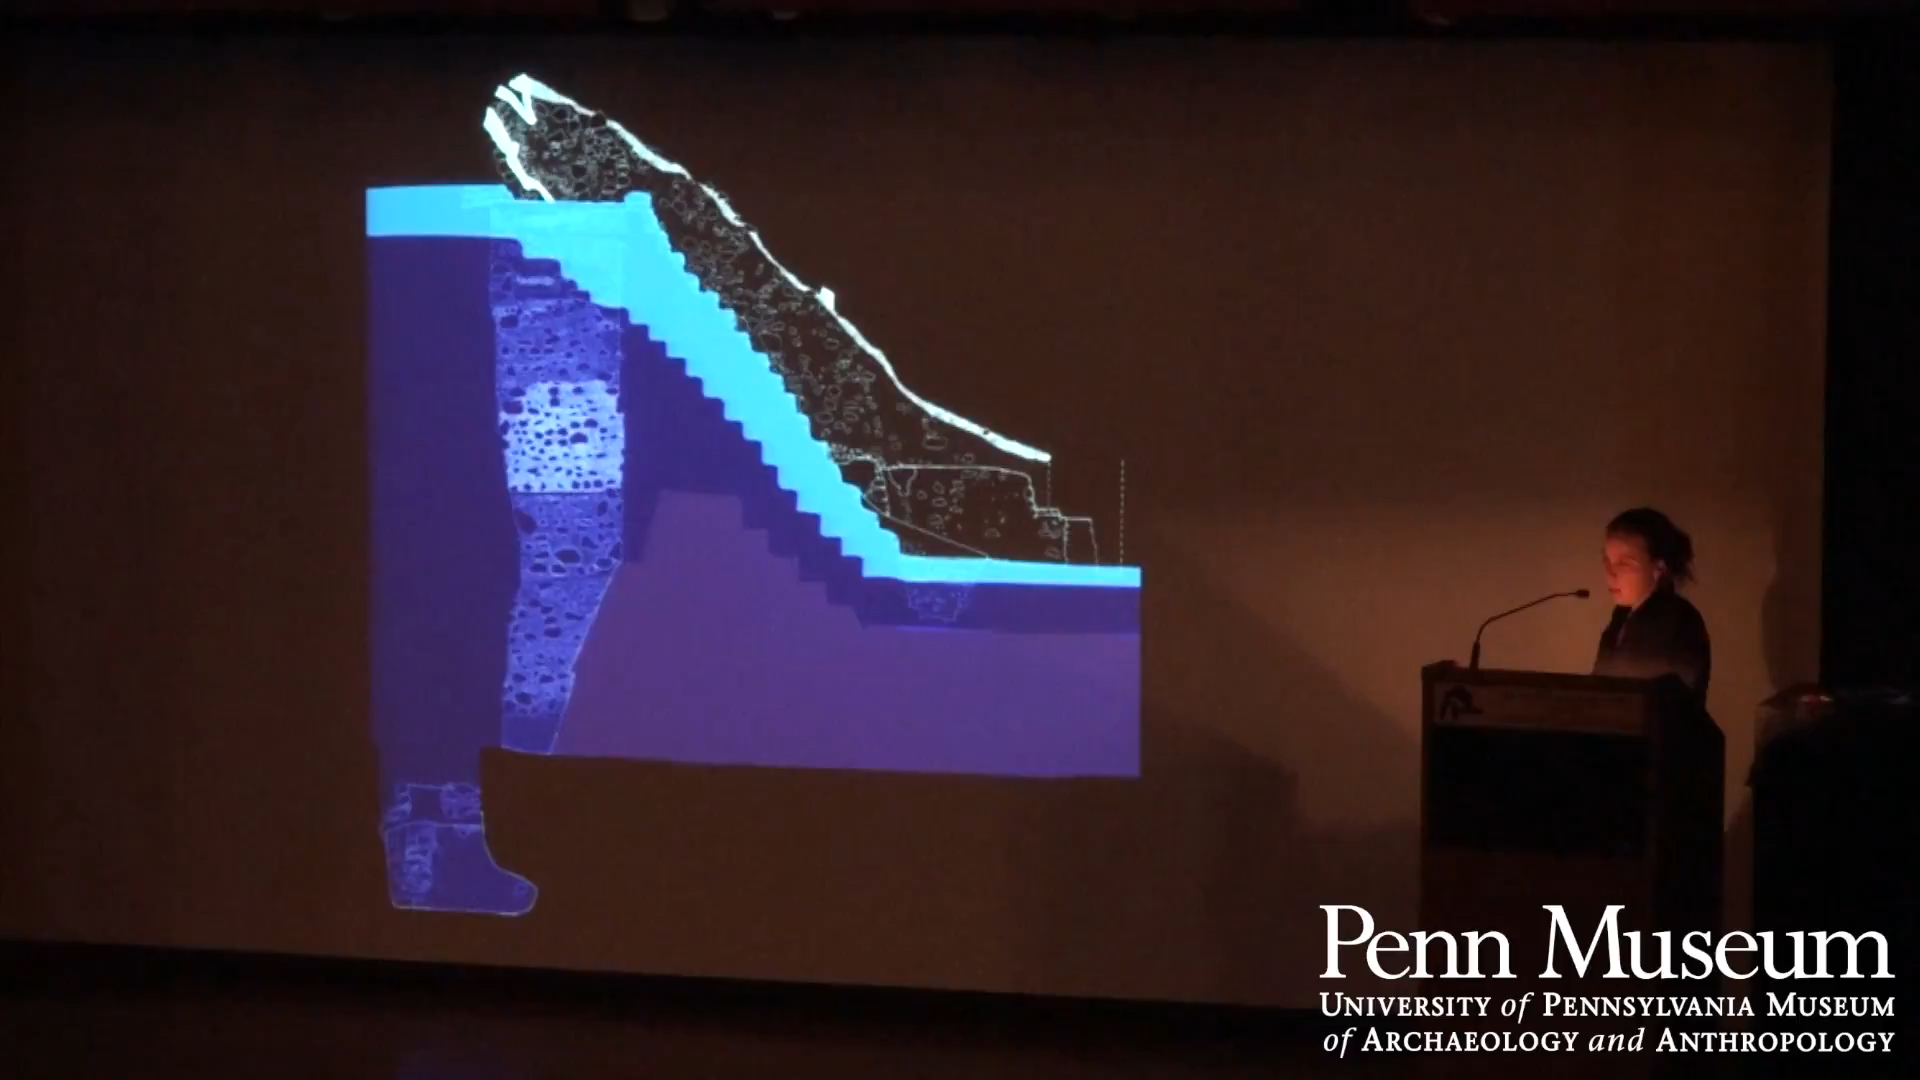 Penn Museum
UNIVERSITY of PENNSYLVANIA MUSEUM
of ARCHAEOLOGY and ANTHROPOLOGY